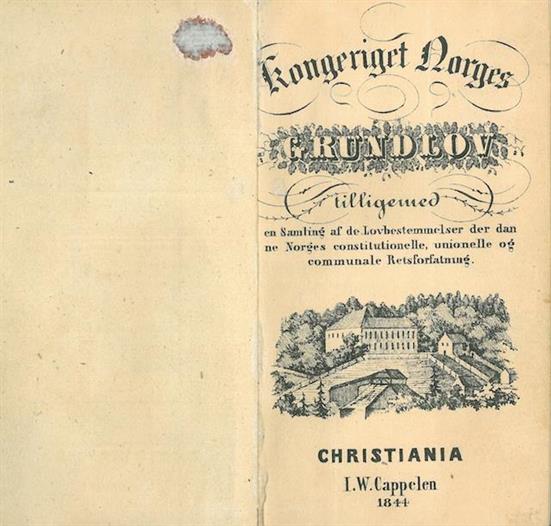 Kongeriget Norges
GRUNDLOV
tilligemed
en Samling af de Lovbestemmelser der dan
ne Norges constitutionelle, unionelle og
communale Retsforfatning.
CHRISTIANIA
I.W. Cappelen
1844